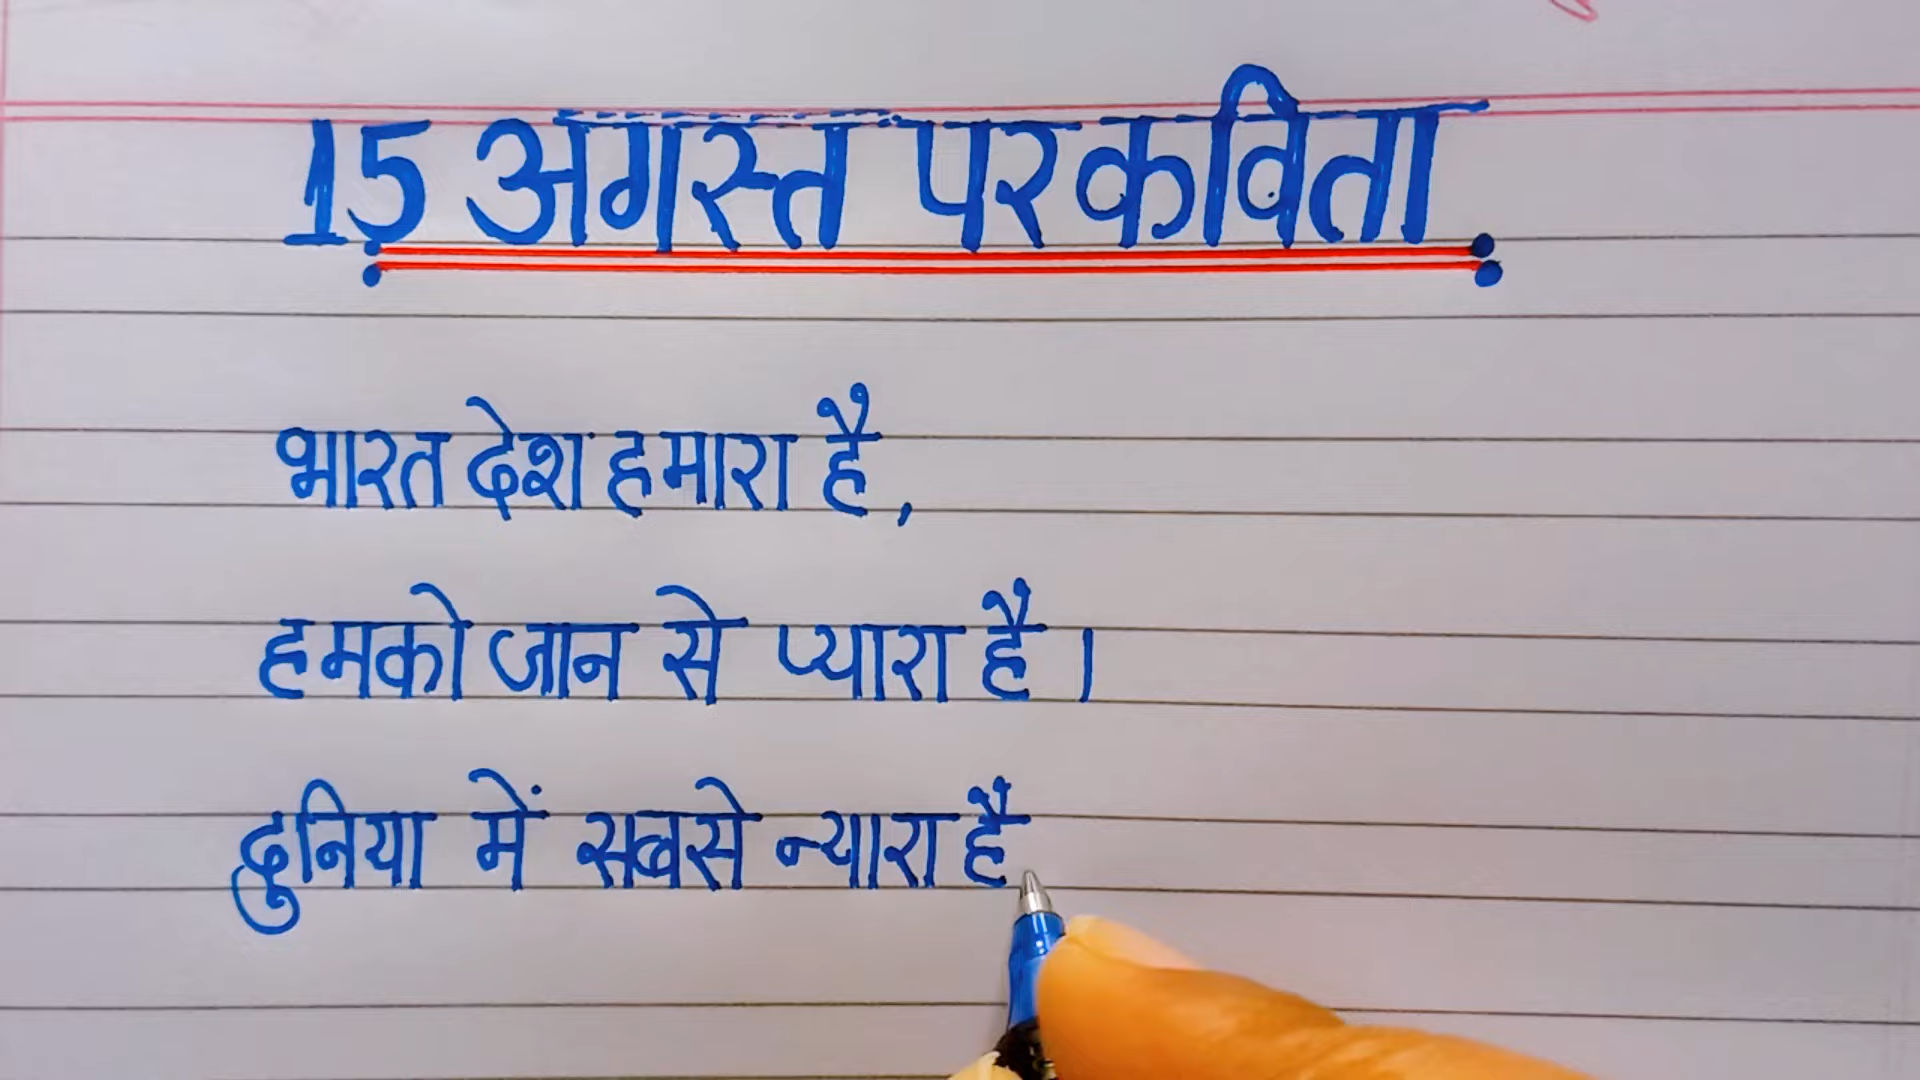 15 अगस्त पर कविता
भारत देश हमारा है,
हमको जान से प्यारा है ।
दुनिया में सबसे न्यारा है